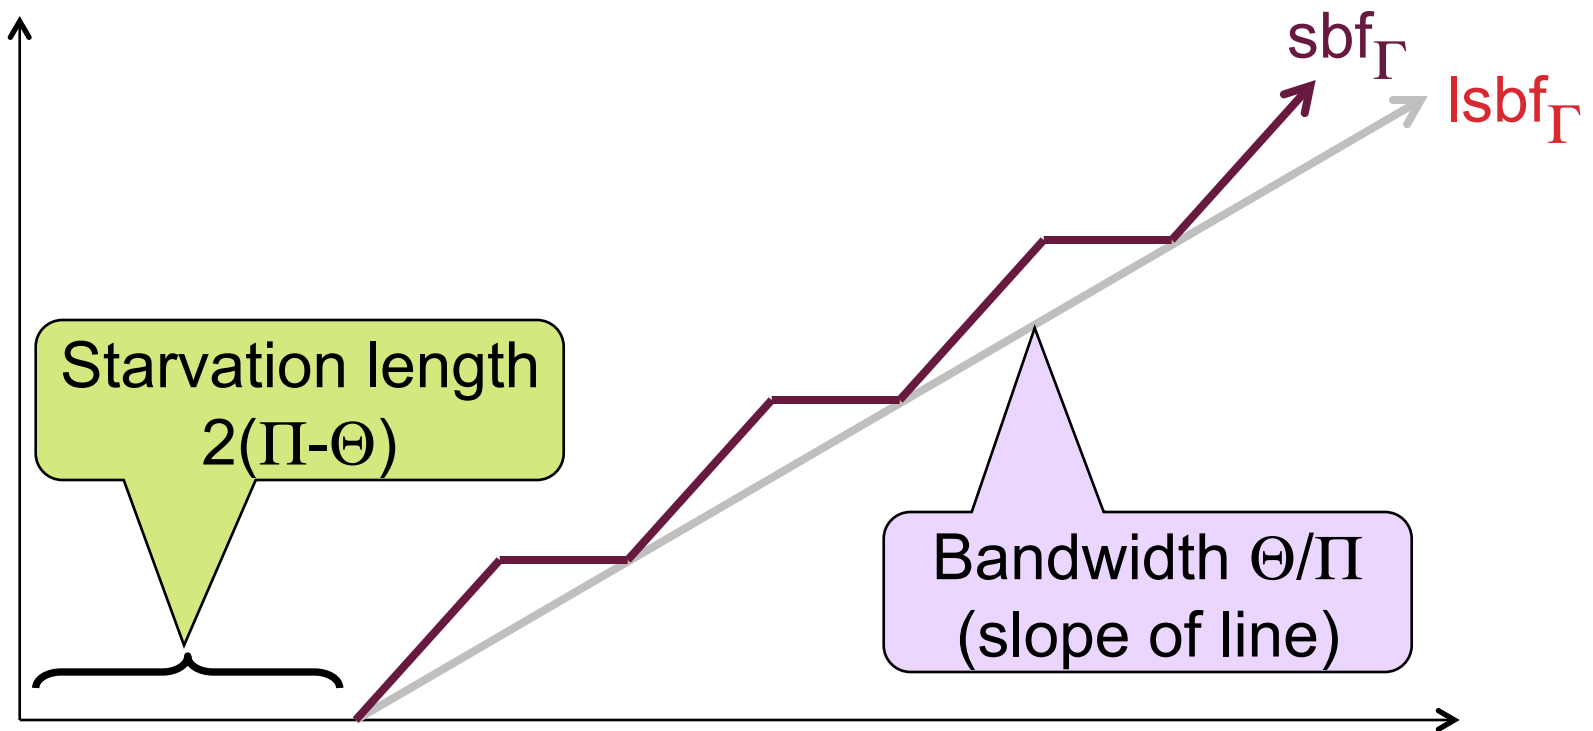 sbfΓ
lsbfΓ
Starvation length
2(Π-Θ)
Bandwidth Θ/Π
(slope of line)